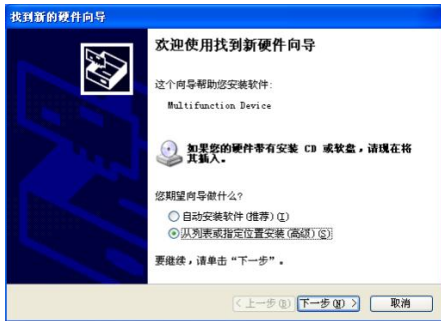 找到新的硬件向导
欢迎使用找到新硬件向导
这个向导帮助您安装软件:
Multifunction Device
如果您的硬件带有安装 CD 或软盘，请现在将
其插入。
您期望向导做什么?
自动安装软件(推荐)(I)
从列表或指定位置安装(高级)(S)
要继续，请单击“下一步”。
< 上一步(B) 下一步(N) > 取消